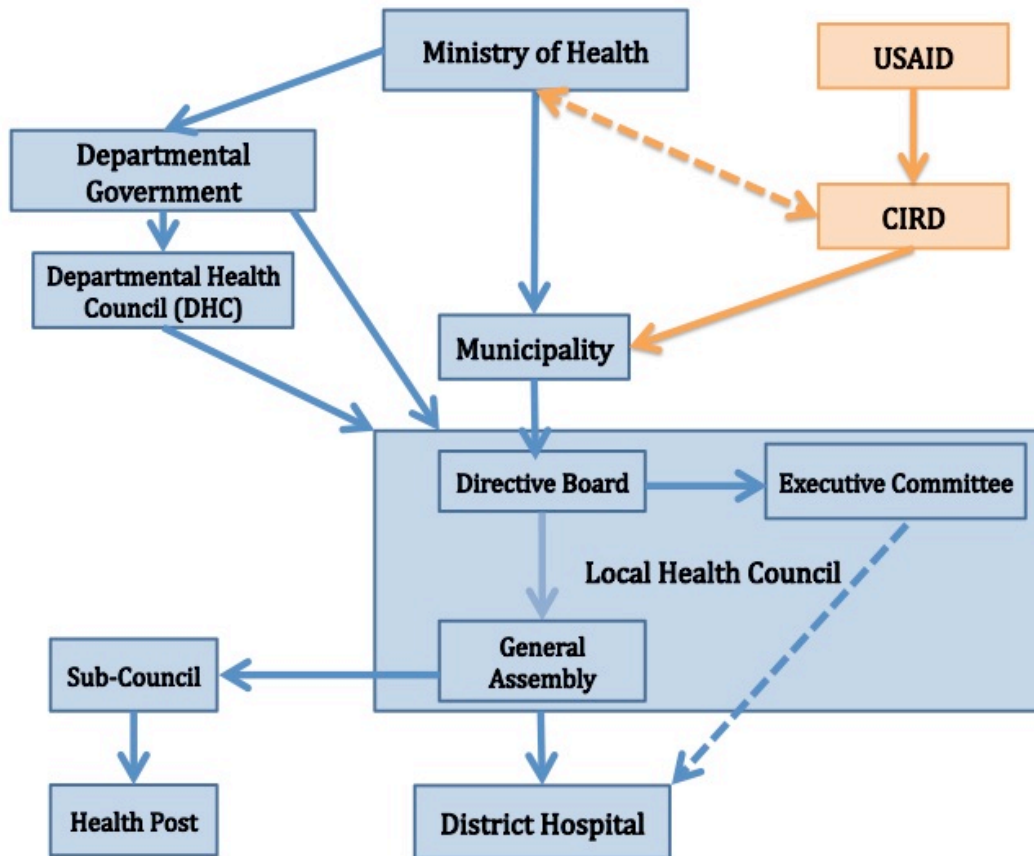 Ministry of Health
USAID
Departmental
Government
CIRD
Departmental Health
Council (DHC)
Municipality
Directive Board
Executive Committee
Local Health Council
General
Assembly
Sub-Council
Health Post
District Hospital